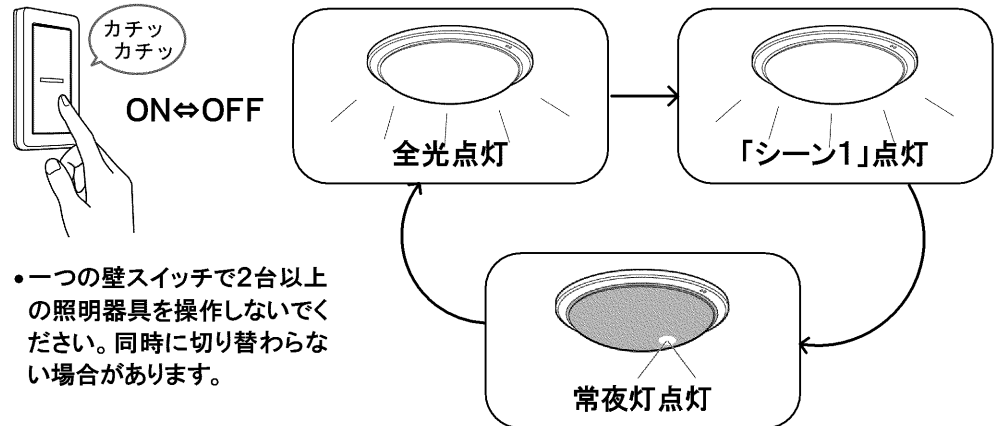 カチッ
カチッ
ON⇔OFF
全光点灯
「シーン1」点灯
常夜灯点灯
•一つの壁スイッチで2台以上
の照明器具を操作しないでく
ださい。同時に切り替わらな
い場合があります。